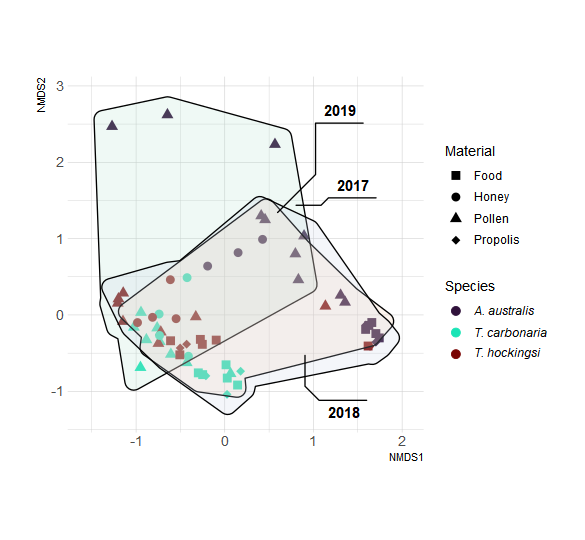 NMDS2
3
2
1
0
-1
-1
0
1
2
NMDS1
2019
2017
2018
Material
Food
Honey
Pollen
Propolis
Species
A. australis
T. carbonaria
T. hockingsi